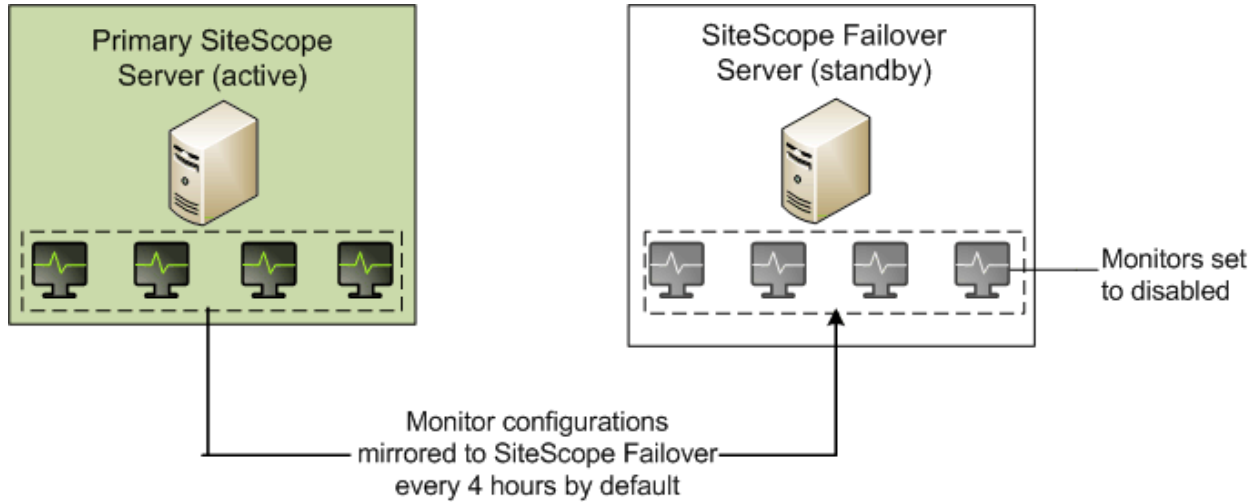 Primary SiteScope
Server (active)
SiteScope Failover
Server (standby)
Monitors set
to disabled
Monitor configurations
mirrored to SiteScope Failover
every 4 hours by default